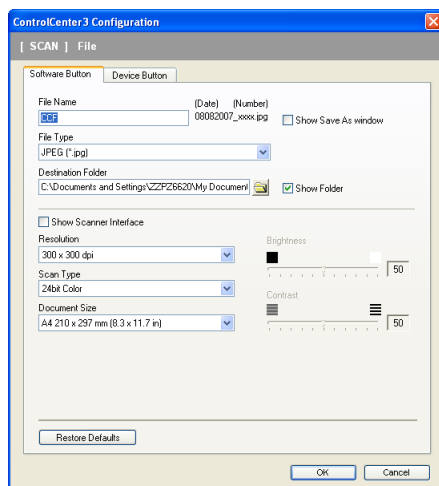 ControlCenter3 Configuration
[ SCAN ] File
Software Button
Device Button
File Name
(Date) (Number)
CCF
08082007_xxxx.jpg
Show Save As window
File Type
JPEG (*.jpg)
Destination Folder
C:\Documents and Settings\ZZPZ6620\My Document
Show Folder
Show Scanner Interface
Resolution
Brightness
300 x 300 dpi
50
Scan Type
24bit Color
Contrast
Document Size
A4 210 x 297 mm (8.3 x 11.7 in)
50
Restore Defaults
OK
Cancel